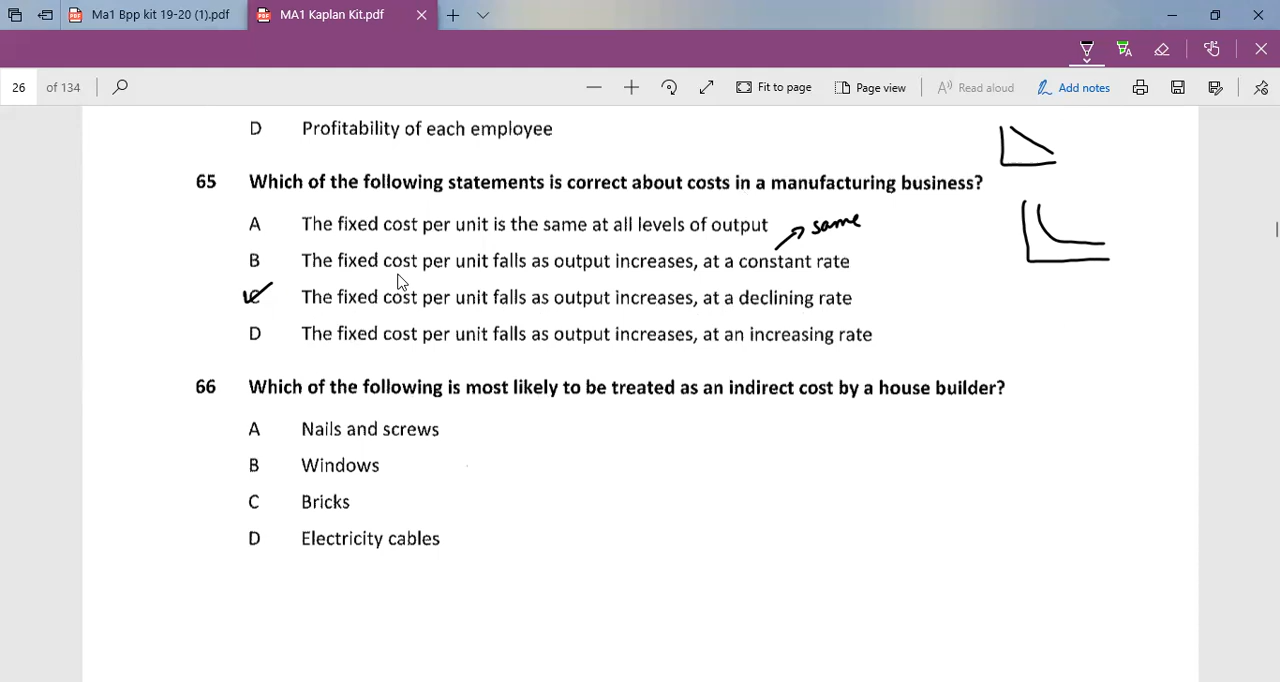 Ma1 Bpp kit 19-20 (1).pdf
MA1 Kaplan Kit.pdf
26 of 134
Fit to page
Page view
Read aloud
Add notes
D Profitability of each employee
65 Which of the following statements is correct about costs in a manufacturing business?
A The fixed cost per unit is the same at all levels of output
same
B The fixed cost per unit falls as output increases, at a constant rate
C The fixed cost per unit falls as output increases, at a declining rate
D The fixed cost per unit falls as output increases, at an increasing rate
66 Which of the following is most likely to be treated as an indirect cost by a house builder?
A Nails and screws
B Windows
C Bricks
D Electricity cables